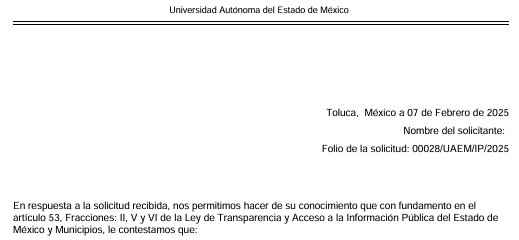 Universidad Autónoma del Estado de México
Toluca, México a 07 de Febrero de 2025
Nombre del solicitante:
Folio de la solicitud: 00028/UAEM/IP/2025
En respuesta a la solicitud recibida, nos permitimos hacer de su conocimiento que con fundamento en el
artículo 53, Fracciones: II, V y VI de la Ley de Transparencia y Acceso a la Información Pública del Estado de
México y Municipios, le contestamos que: